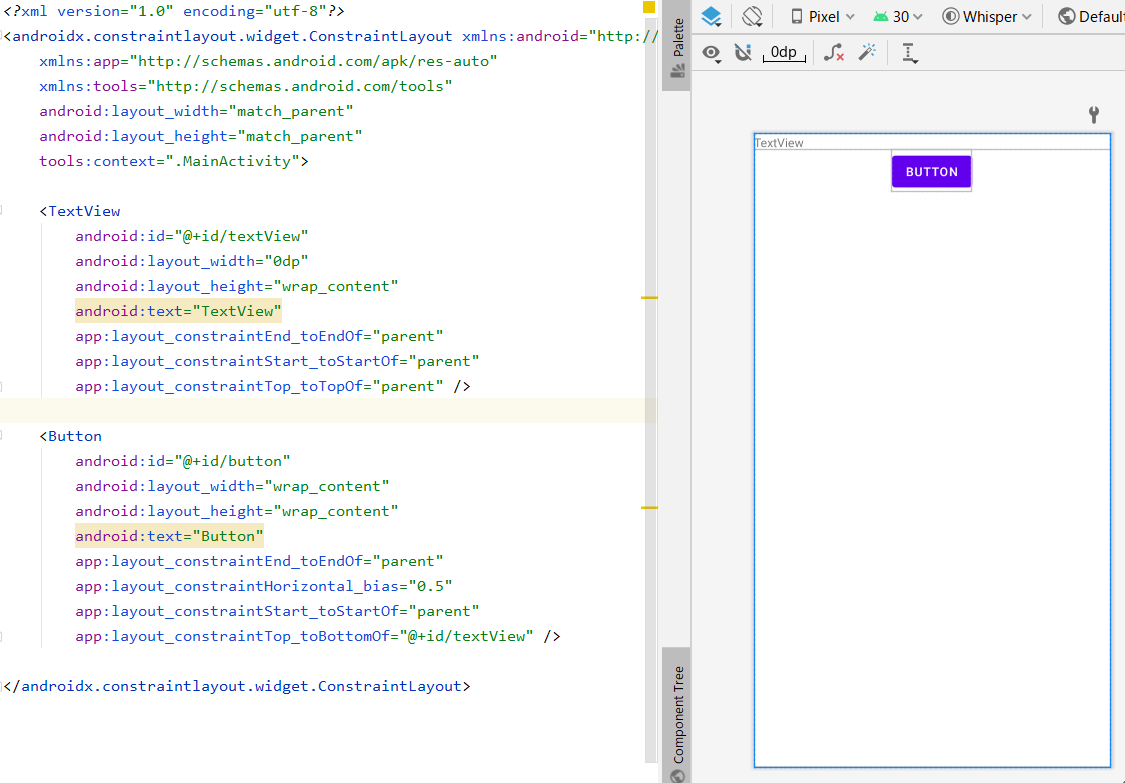 <?xml version="1.0" encoding="utf-8"?>
<androidx.constraintlayout.widget.ConstraintLayout xmlns:android="http://
xmlns:app="http://schemas.android.com/apk/res-auto"
xmlns:tools="http://schemas.android.com/tools"
android:layout_width="match_parent"
android:layout_height="match_parent"
tools:context=".MainActivity">
<TextView
android:id="@+id/textView"
android:layout_width="0dp"
android:layout_height="wrap_content"
android:text="TextView"
app:layout_constraintEnd_toEndOf="parent"
app:layout_constraintStart_toStartOf="parent"
app:layout_constraintTop_toTopOf="parent" />
<Button
android:id="@+id/button"
android:layout_width="wrap_content"
android:layout_height="wrap_content"
android:text="Button"
app:layout_constraintEnd_toEndOf="parent"
app:layout_constraintHorizontal_bias="0.5"
app:layout_constraintStart_toStartOf="parent"
app:layout_constraintTop_toBottomOf="@+id/textView" />
</androidx.constraintlayout.widget.ConstraintLayout>
Palette
Component Tree
Pixel 30 Whisper Defaul
0dp
TextView
BUTTON